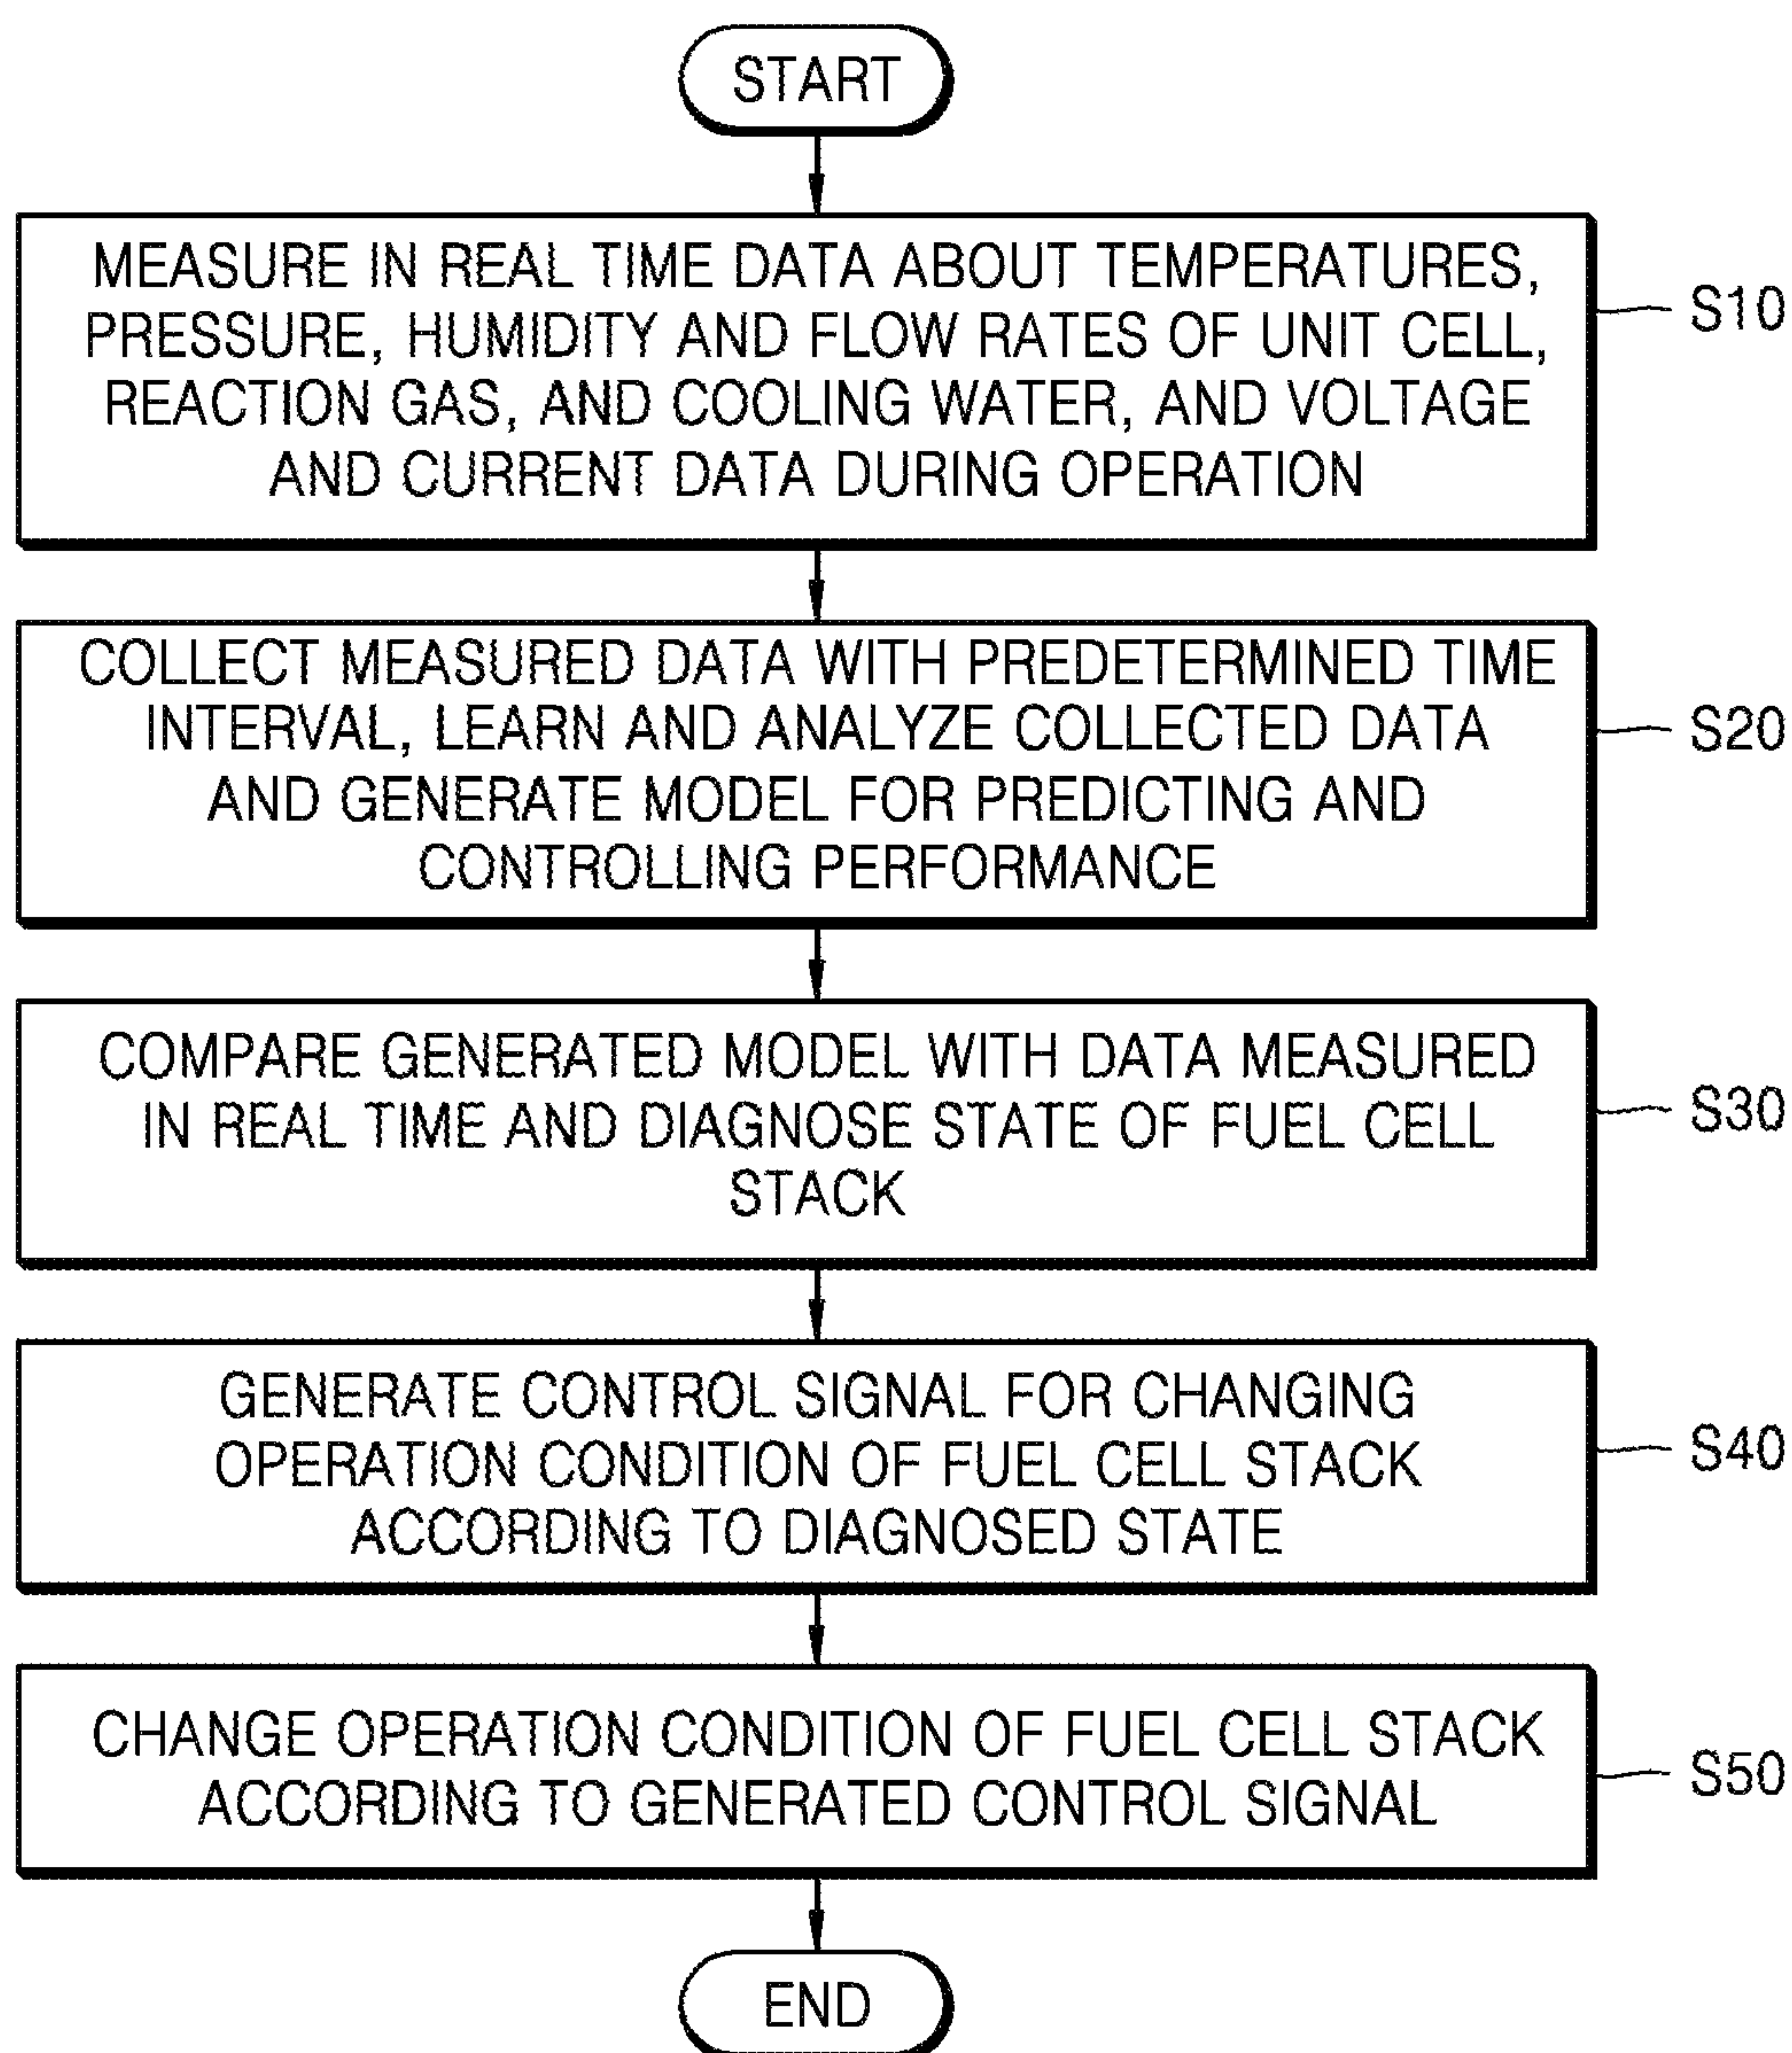 START
MEASURE IN REAL TIME DATA ABOUT TEMPERATURES,
PRESSURE, HUMIDITY AND FLOW RATES OF UNIT CELL,
REACTION GAS, AND COOLING WATER, AND VOLTAGE
AND CURRENT DATA DURING OPERATION
S10
COLLECT MEASURED DATA WITH PREDETERMINED TIME
INTERVAL, LEARN AND ANALYZE COLLECTED DATA
AND GENERATE MODEL FOR PREDICTING AND
CONTROLLING PERFORMANCE
S20
COMPARE GENERATED MODEL WITH DATA MEASURED
IN REAL TIME AND DIAGNOSE STATE OF FUEL CELL
STACK
S30
GENERATE CONTROL SIGNAL FOR CHANGING
OPERATION CONDITION OF FUEL CELL STACK
ACCORDING TO DIAGNOSED STATE
S40
CHANGE OPERATION CONDITION OF FUEL CELL STACK
ACCORDING TO GENERATED CONTROL SIGNAL
S50
END